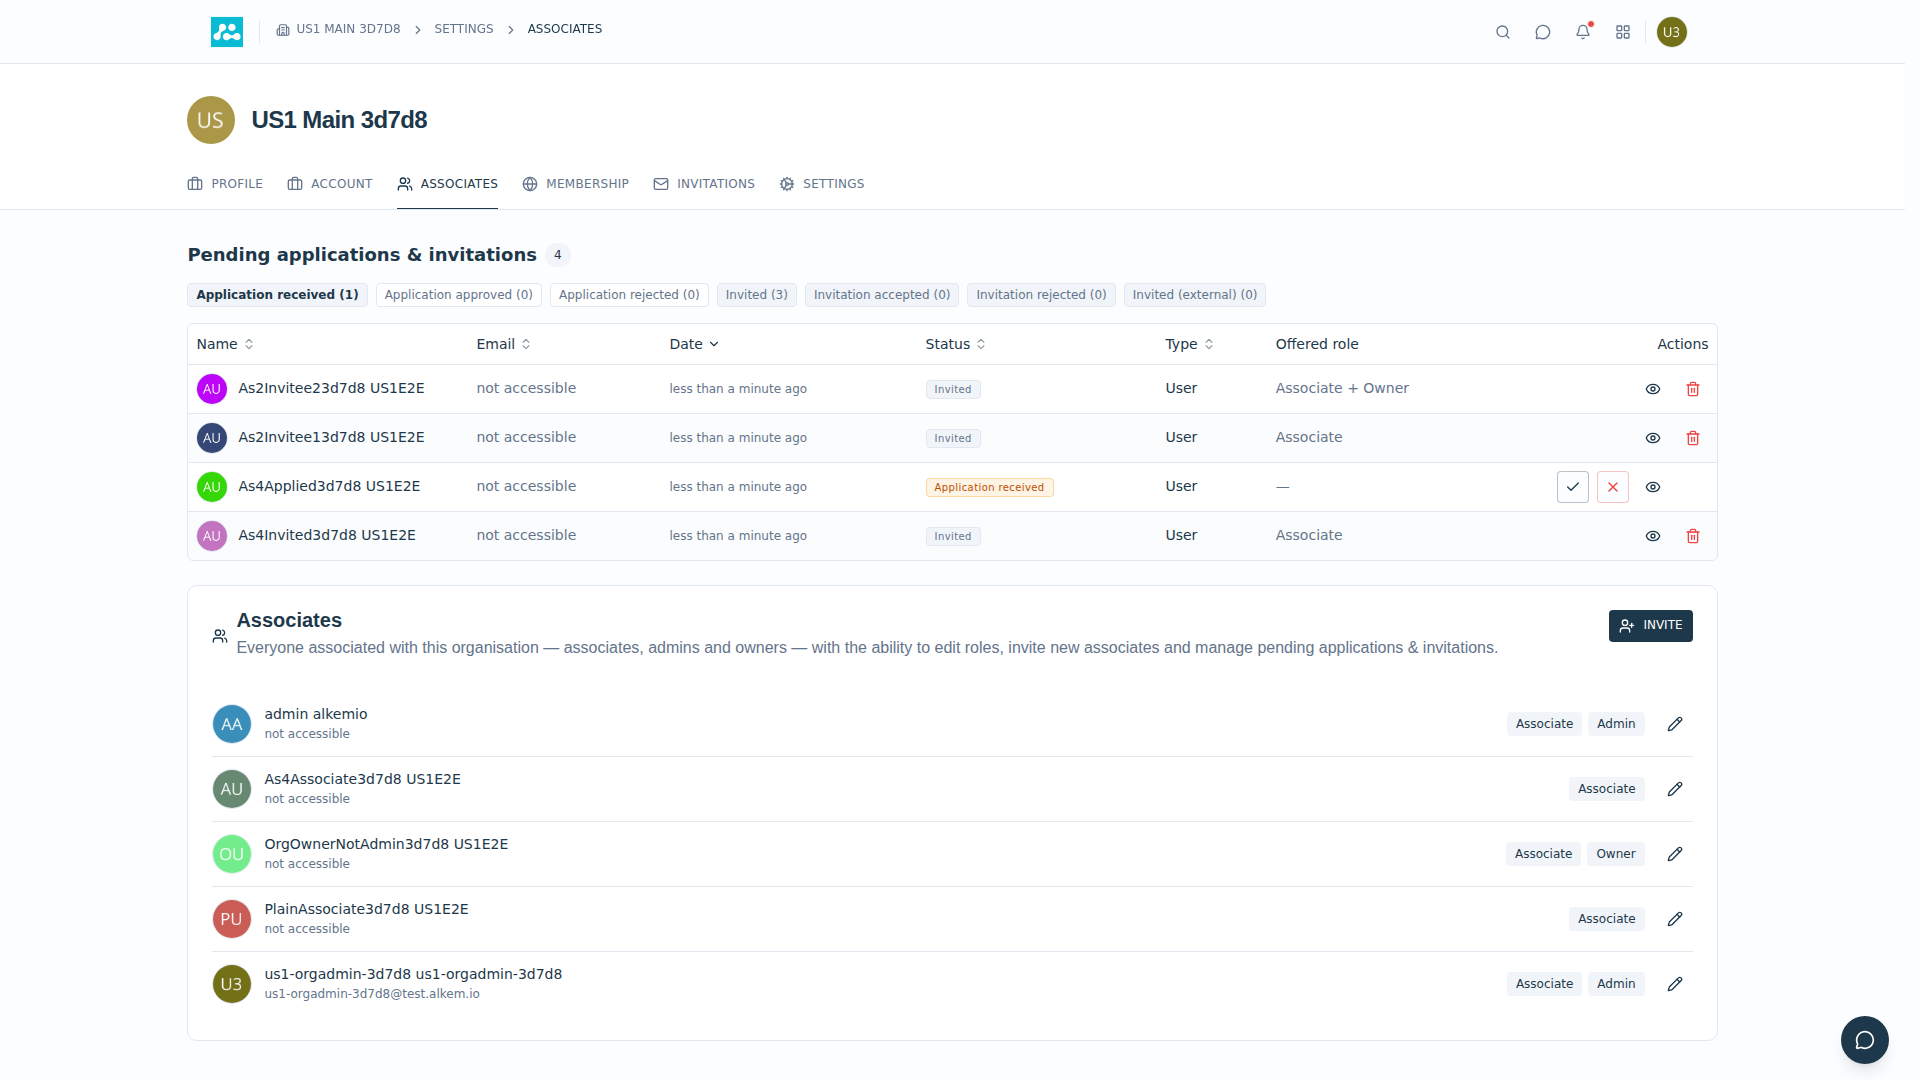 US1 MAIN 3D7D8 > SETTINGS > ASSOCIATES
U3
US US1 Main 3d7d8
PROFILE ACCOUNT ASSOCIATES MEMBERSHIP INVITATIONS SETTINGS
Pending applications & invitations 4
Application received (1) Application approved (0) Application rejected (0) Invited (3) Invitation accepted (0) Invitation rejected (0) Invited (external) (0)
Name Email Date Status Type Offered role Actions
AU As2Invitee23d7d8 US1E2E not accessible less than a minute ago Invited User Associate + Owner
AU As2Invitee13d7d8 US1E2E not accessible less than a minute ago Invited User Associate
AU As4Applied3d7d8 US1E2E not accessible less than a minute ago Application received User —
AU As4Invited3d7d8 US1E2E not accessible less than a minute ago Invited User Associate
Associates
INVITE
Everyone associated with this organisation — associates, admins and owners — with the ability to edit roles, invite new associates and manage pending applications & invitations.
AA admin alkemio Associate Admin
not accessible
AU As4Associate3d7d8 US1E2E Associate
not accessible
OU OrgOwnerNotAdmin3d7d8 US1E2E Associate Owner
not accessible
PU PlainAssociate3d7d8 US1E2E Associate
not accessible
U3 us1-orgadmin-3d7d8 us1-orgadmin-3d7d8 Associate Admin
us1-orgadmin-3d7d8@test.alkem.io